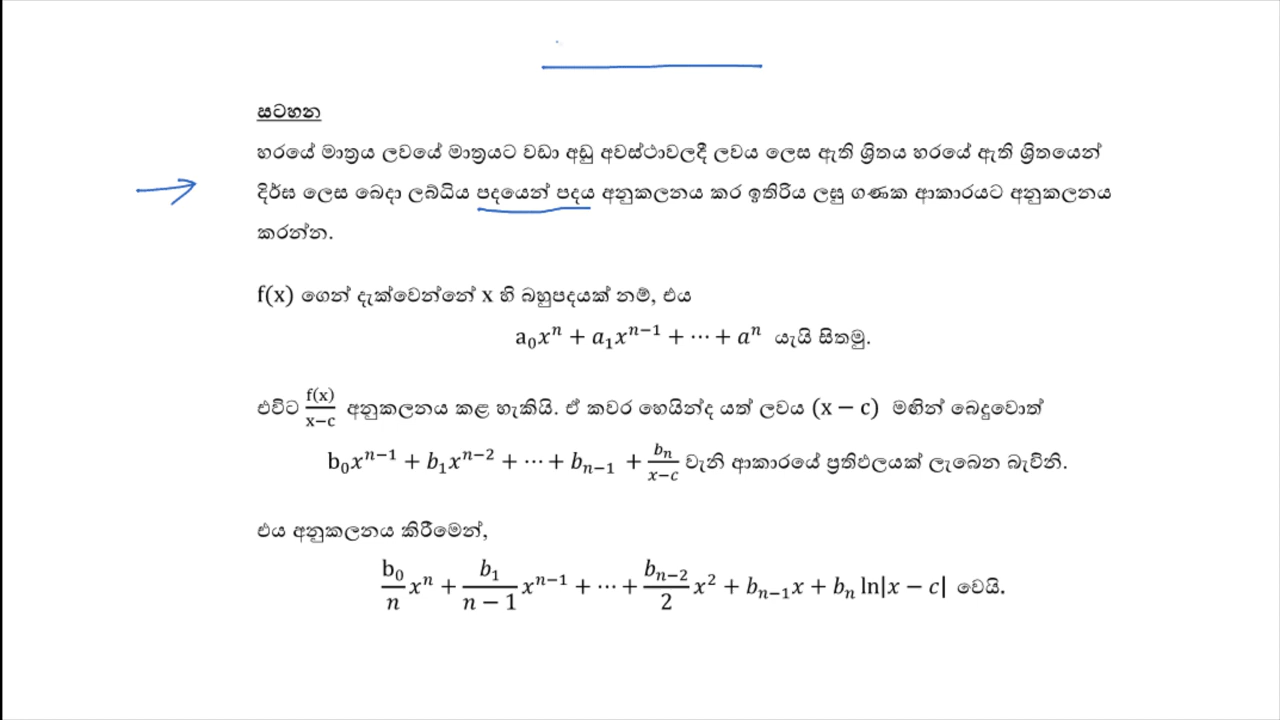 සටහන
හරයේ මාත්‍රය ලවයේ මාත්‍රයට වඩා අඩු අවස්ථාවලදී ලවය ලෙස ඇති ශ්‍රිතය හරයේ ඇති ශ්‍රිතයෙන්
දිර්ඝ ලෙස බෙදා ලබ්ධිය පදයෙන් පදය අනුකලනය කර ඉතිරිය ලඝු ගණක ආකාරයට අනුකලනය
කරන්න.
f(x) ගෙන් දැක්වෙන්නේ x හි බහුපදයක් නම්, එය
a₀xⁿ + a₁xⁿ⁻¹ + ⋯ + aⁿ යැයි සිතමු.
එවිට f(x)/x−c අනුකලනය කළ හැකියි. ඒ කවර හෙයින්ද යත් ලවය (x − c) මඟින් බෙදුවොත්
b₀xⁿ⁻¹ + b₁xⁿ⁻² + ⋯ + bₙ₋₁ + bₙ/x−c වැනි ආකාරයේ ප්‍රතිඵලයක් ලැබෙන බැවිනි.
එය අනුකලනය කිරීමෙන්,
b₀/n xⁿ + b₁/n − 1 xⁿ⁻¹ + ⋯ + bₙ₋₂/2 x² + bₙ₋₁x + bₙ ln|x − c| වෙයි.